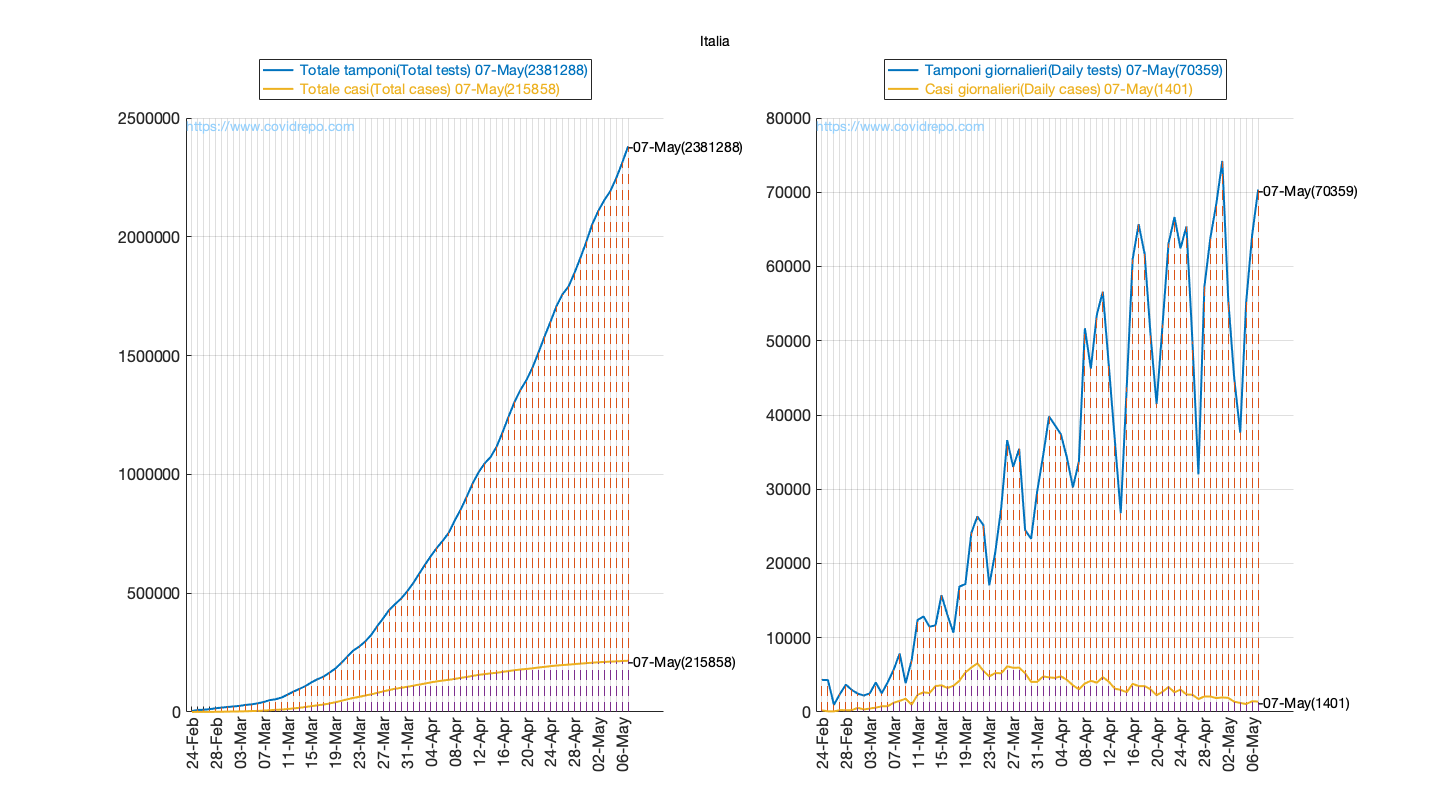 Italia
Totale tamponi(Total tests) 07-May(2381288)
Totale casi(Total cases) 07-May(215858)
2500000
2000000
1500000
1000000
500000
0
https://www.covidrepo.com
07-May(2381288)
07-May(215858)
24-Feb
28-Feb
03-Mar
07-Mar
11-Mar
15-Mar
19-Mar
23-Mar
27-Mar
31-Mar
04-Apr
08-Apr
12-Apr
16-Apr
20-Apr
24-Apr
28-Apr
02-May
06-May
Tamponi giornalieri(Daily tests) 07-May(70359)
Casi giornalieri(Daily cases) 07-May(1401)
80000
70000
60000
50000
40000
30000
20000
10000
0
https://www.covidrepo.com
07-May(70359)
07-May(1401)
24-Feb
28-Feb
03-Mar
07-Mar
11-Mar
15-Mar
19-Mar
23-Mar
27-Mar
31-Mar
04-Apr
08-Apr
12-Apr
16-Apr
20-Apr
24-Apr
28-Apr
02-May
06-May